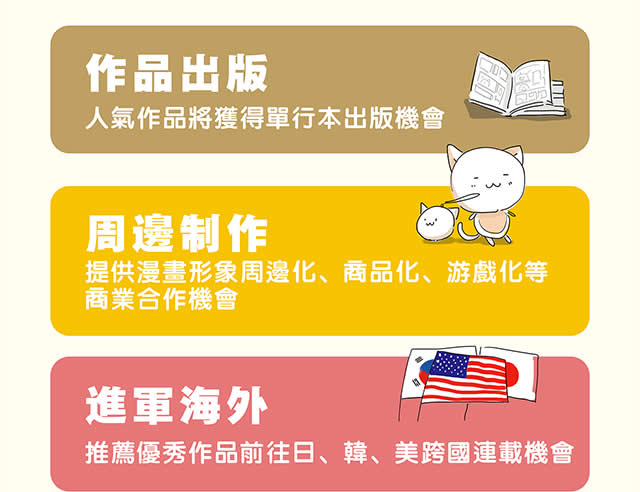 作品出版
人氣作品將獲得單行本出版機會
周邊制作
提供漫畫形象周邊化、商品化、游戲化等
商業合作機會
進軍海外
推薦優秀作品前往日、韓、美跨國連載機會